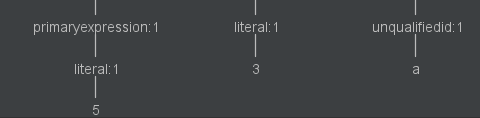 primaryexpression:1 literal:1 unqualifiedid:1
literal:1 3 a
5